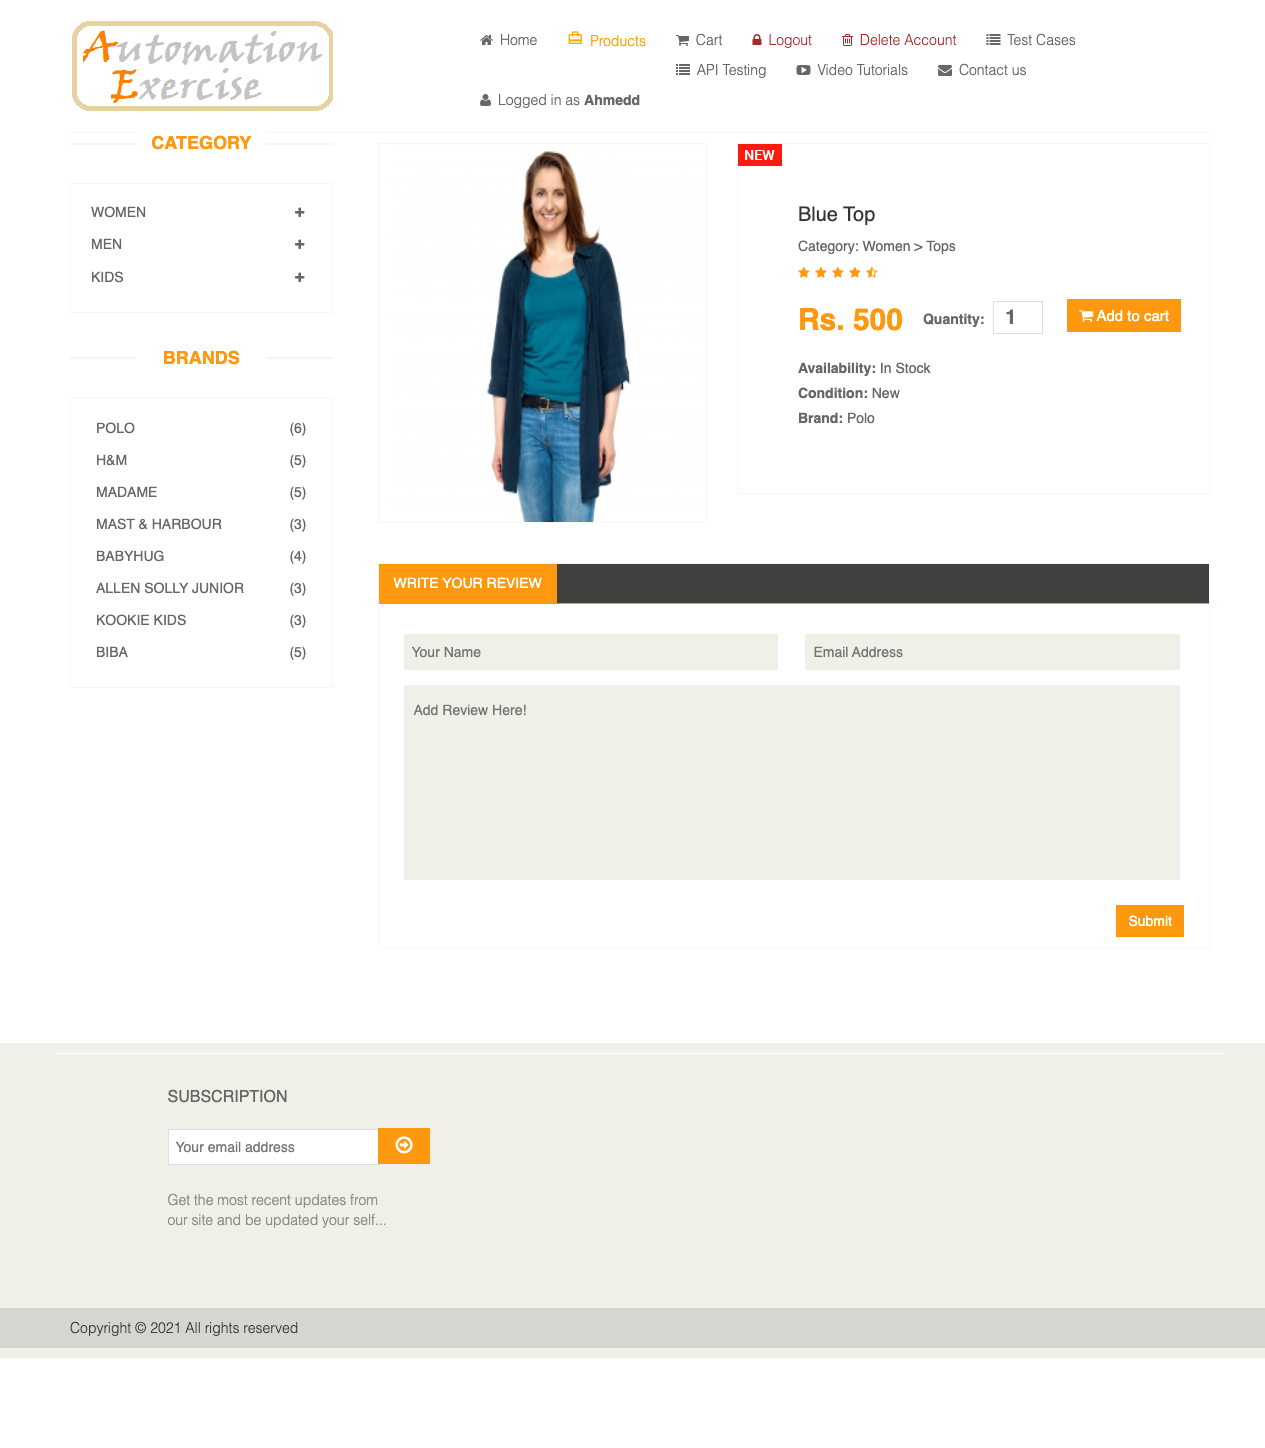 Automation
Exercise
Home
Products
Cart
Logout
Delete Account
Test Cases
API Testing
Video Tutorials
Contact us
Logged in as Ahmedd
CATEGORY
WOMEN
MEN
KIDS
BRANDS
POLO (6)
H&M (5)
MADAME (5)
MAST & HARBOUR (3)
BABYHUG (4)
ALLEN SOLLY JUNIOR (3)
KOOKIE KIDS (3)
BIBA (5)
NEW
Blue Top
Category: Women > Tops
Rs. 500 Quantity: 1 Add to cart
Availability: In Stock
Condition: New
Brand: Polo
WRITE YOUR REVIEW
Your Name
Email Address
Add Review Here!
Submit
SUBSCRIPTION
Your email address
Get the most recent updates from
our site and be updated your self...
Copyright © 2021 All rights reserved